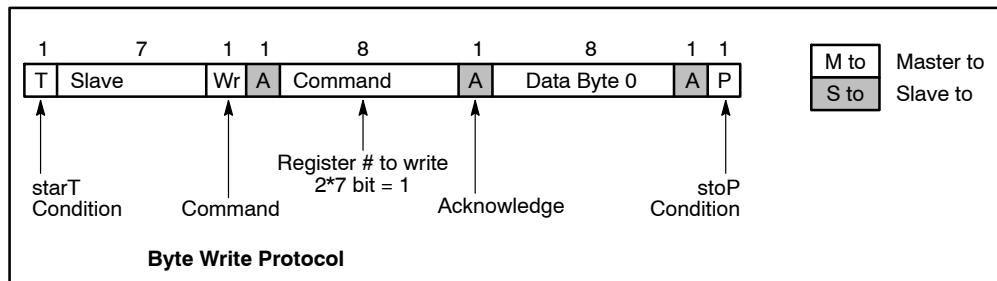 1 7 1 1 8 1 8 1 1
T Slave Wr A Command A Data Byte 0 A P
M to Master to
S to Slave to
starT
Condition
Command
Register # to write
2*7 bit = 1
Acknowledge
stoP
Condition
Byte Write Protocol